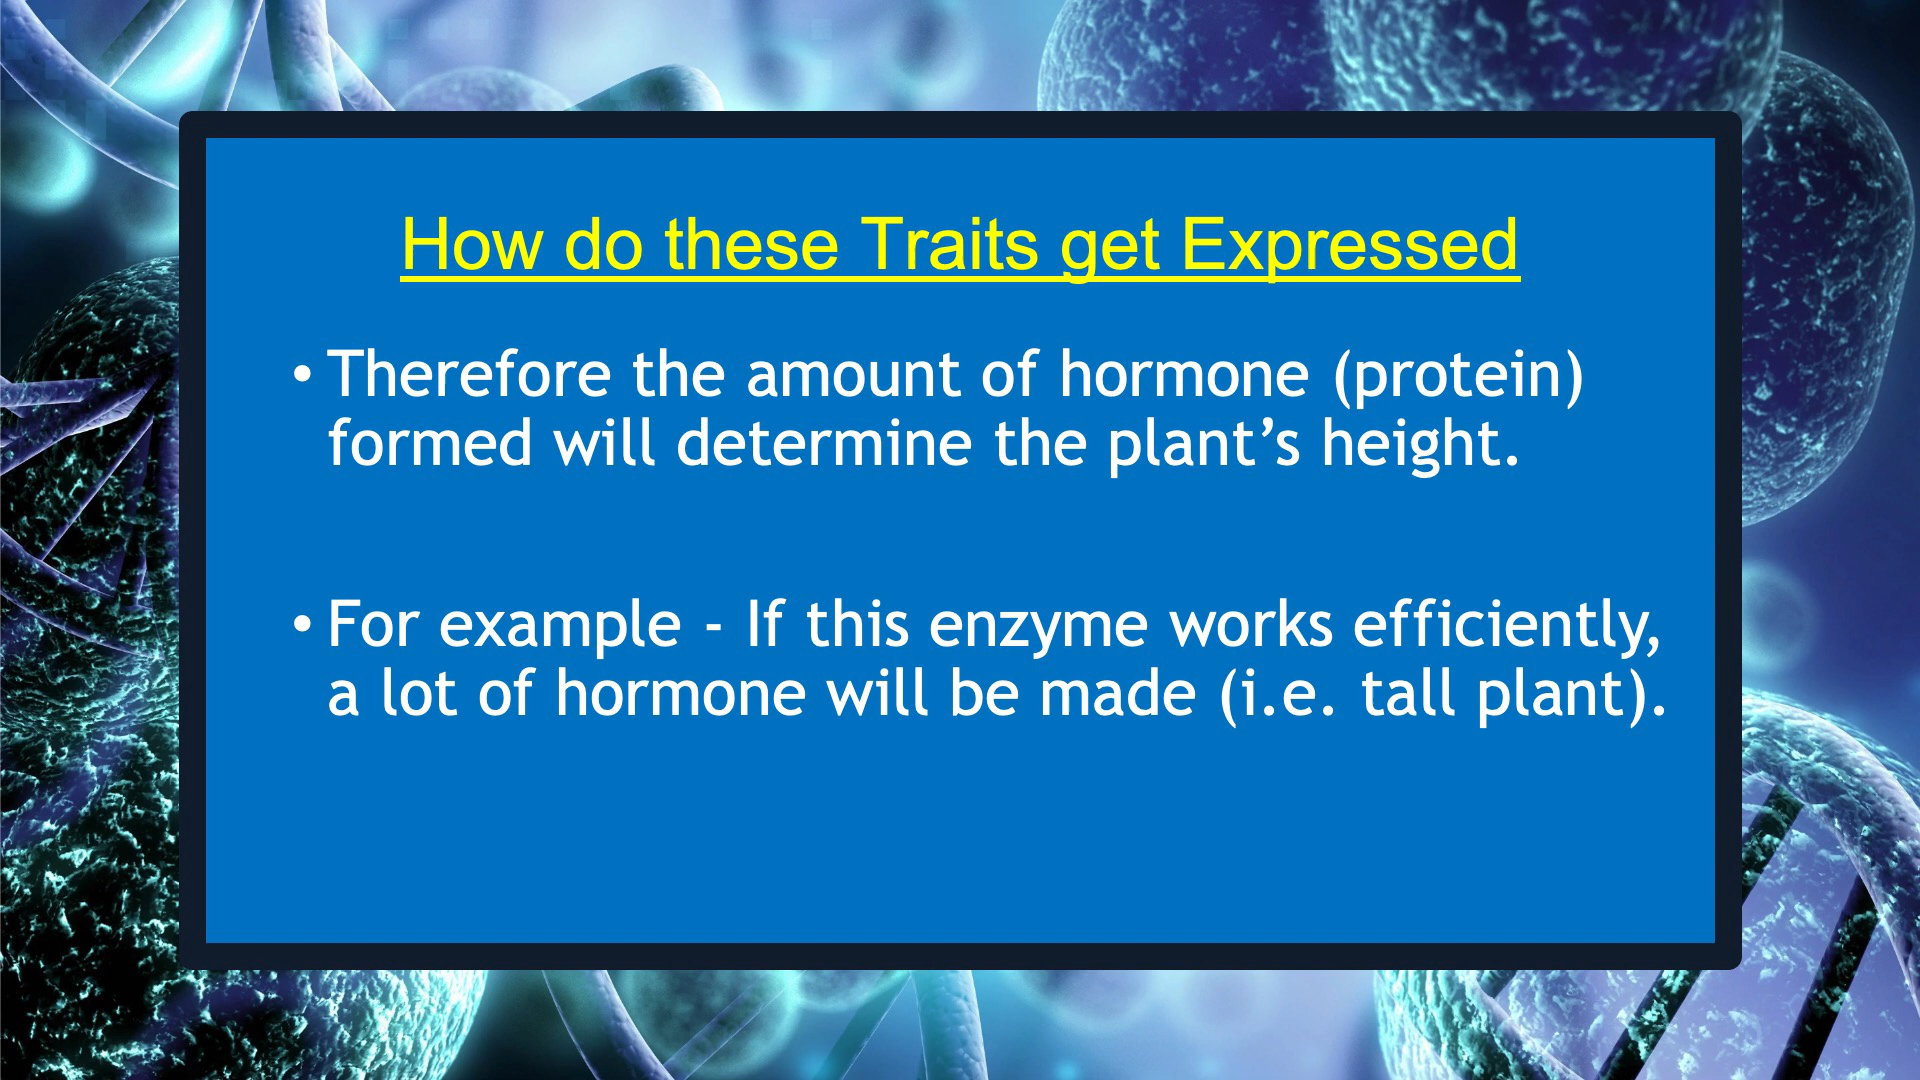 How do these Traits get Expressed
• Therefore the amount of hormone (protein)
formed will determine the plant’s height.
• For example - If this enzyme works efficiently,
a lot of hormone will be made (i.e. tall plant).